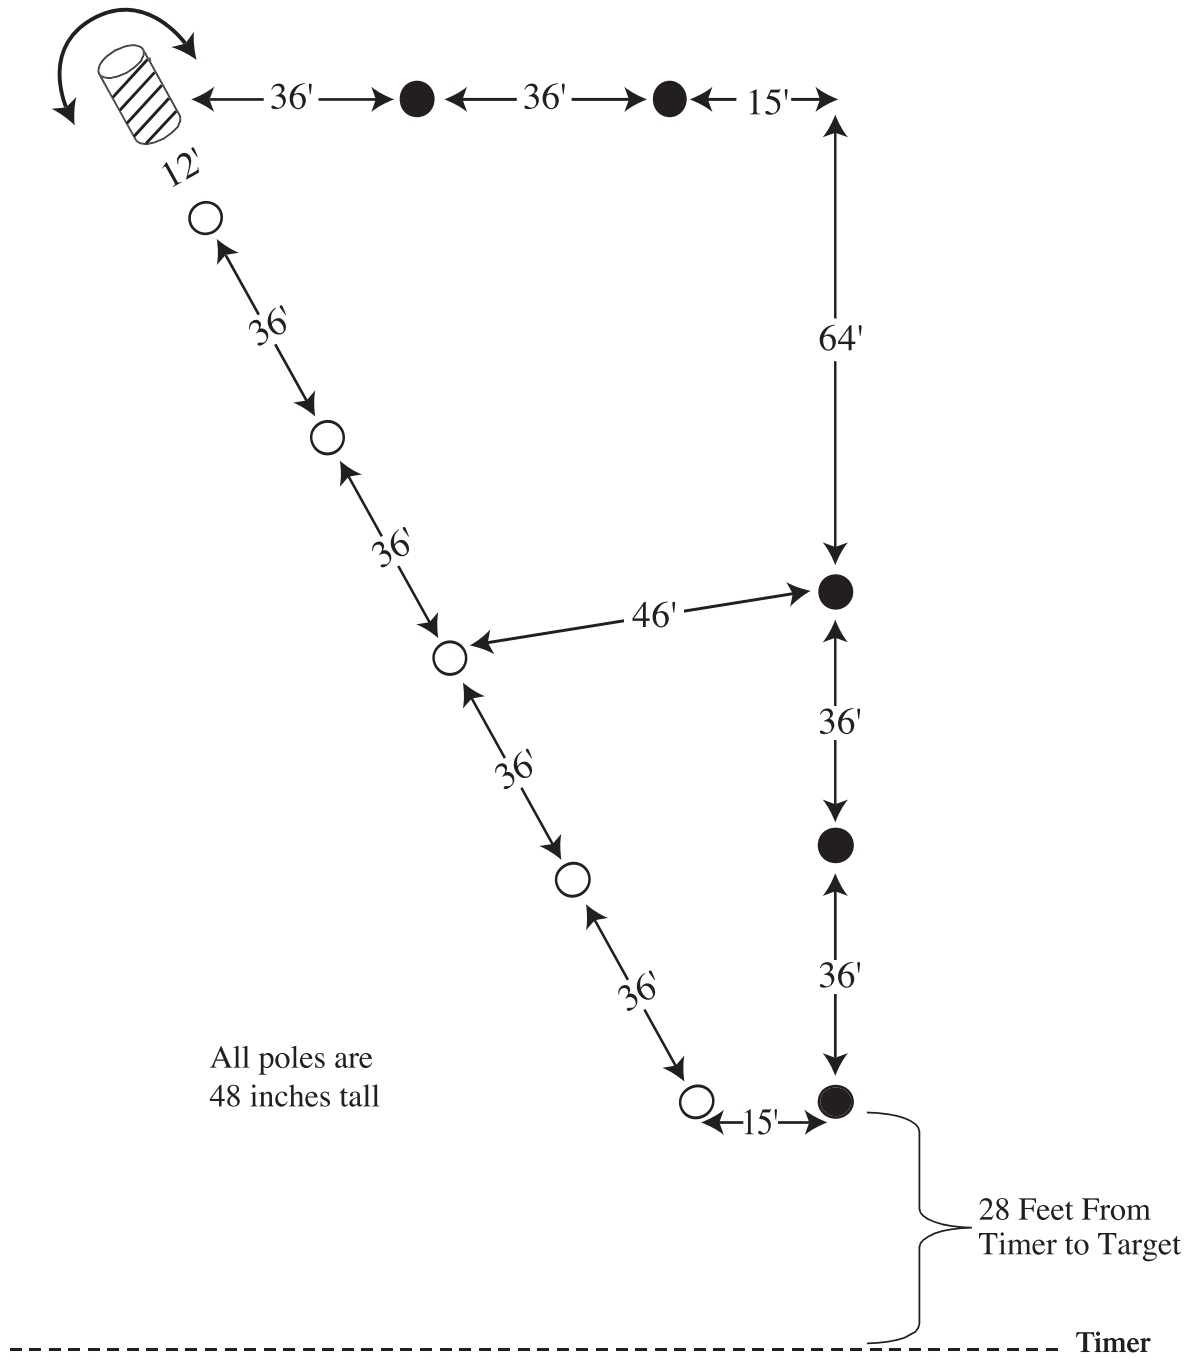 36'
36'
15'
12'
36'
64'
36'
46'
36'
36'
36'
36'
All poles are
48 inches tall
15'
28 Feet From
Timer to Target
Timer